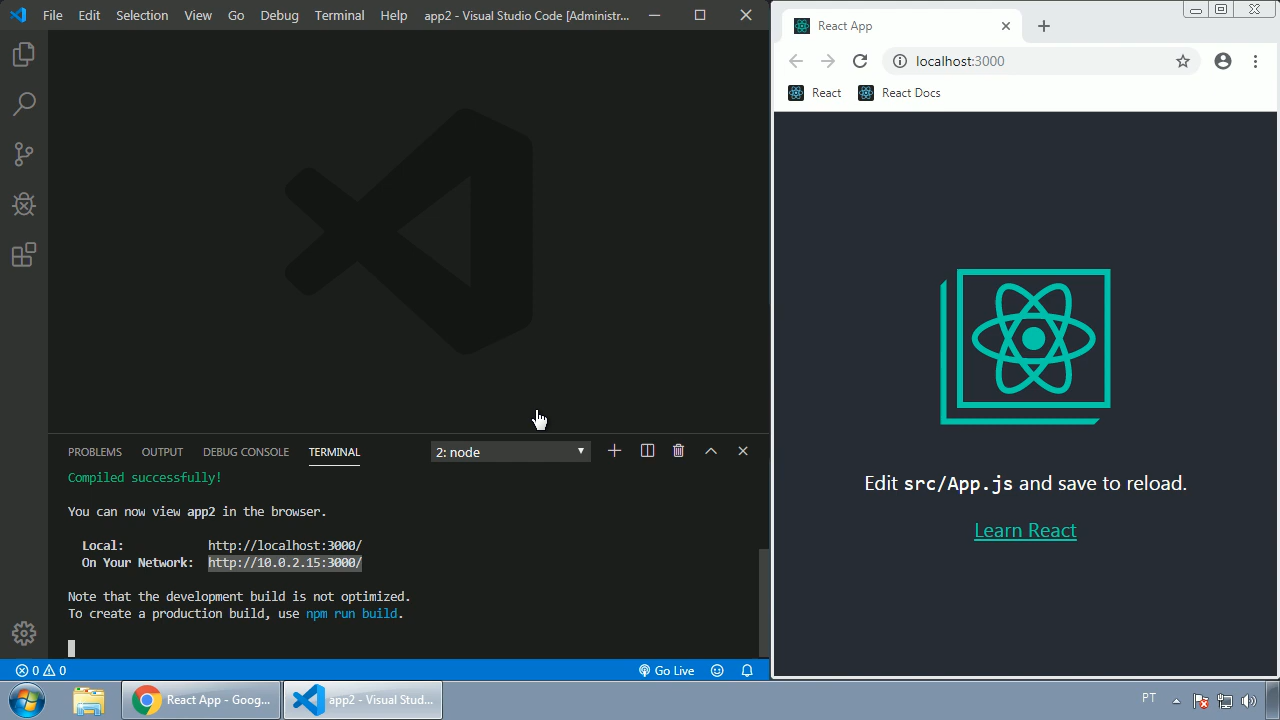 File Edit Selection View Go Debug Terminal Help app2 - Visual Studio Code [Administr...
PROBLEMS OUTPUT DEBUG CONSOLE TERMINAL 2: node
Compiled successfully!
You can now view app2 in the browser.
Local: http://localhost:3000/
On Your Network: http://10.0.2.15:3000/
Note that the development build is not optimized.
To create a production build, use npm run build.
0 0 Go Live
React App
localhost:3000
React React Docs
Edit src/App.js and save to reload.
Learn React
React App - Goog... app2 - Visual Stud... PT